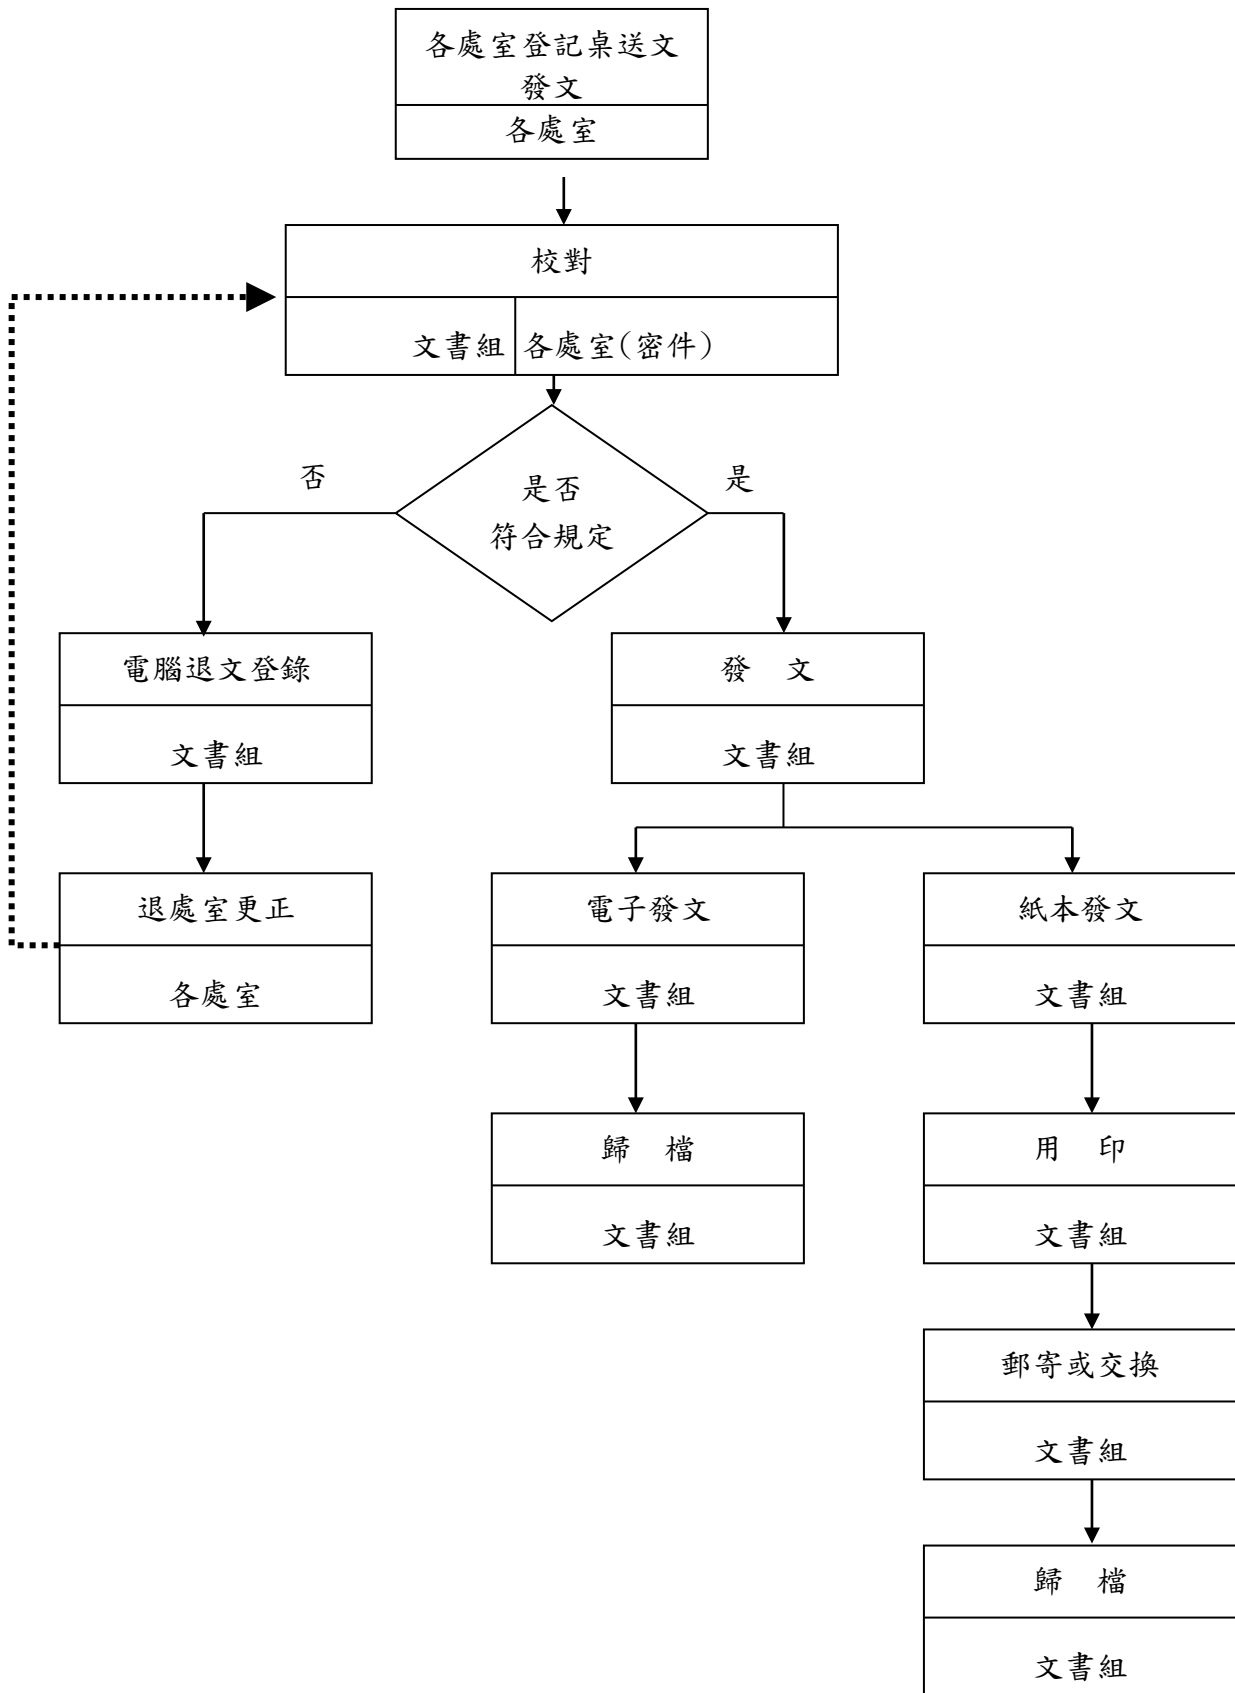 各處室登記桌送文
發文
各處室
校對
文書組
各處室(密件)
否
是
是否
符合規定
電腦退文登錄
文書組
發　文
文書組
退處室更正
各處室
電子發文
文書組
紙本發文
文書組
歸　檔
文書組
用　印
文書組
郵寄或交換
文書組
歸　檔
文書組